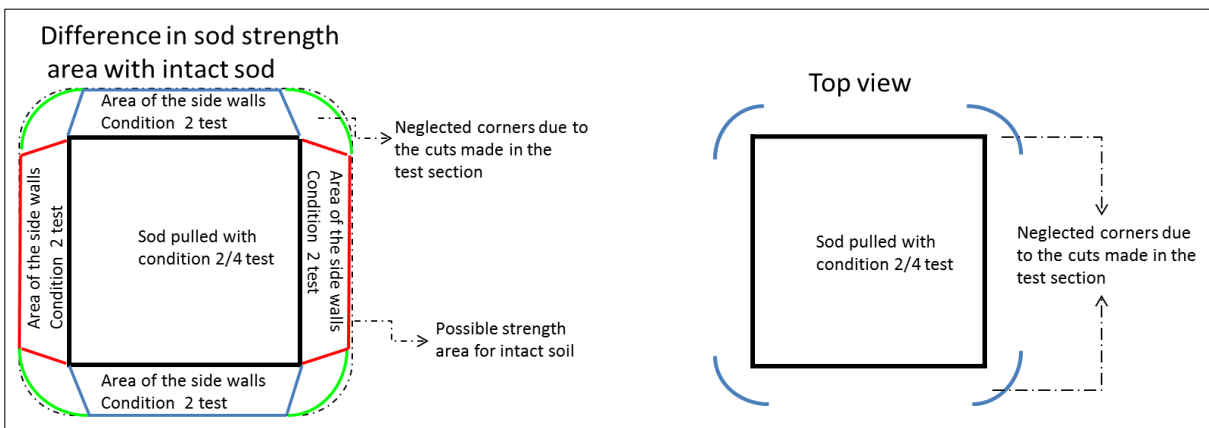 Difference in sod strength
area with intact sod
Area of the side walls
Condition  2 test
Neglected corners due to
the cuts made in the
test section
Area of the side walls
Condition  2 test
Sod pulled with
condition 2/4 test
Area of the side walls
Condition  2 test
Possible strength
area for intact soil
Area of the side walls
Condition  2 test
Top view
Sod pulled with
condition 2/4 test
Neglected corners due
to the cuts made in the
test section